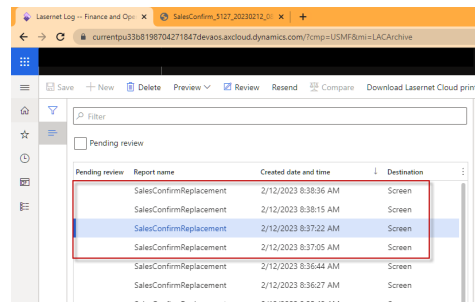 Lasernet Log -- Finance and Ope
SalesConfirm_5127_20230212_08
currentpu33b8198704271847devaos.axcloud.dynamics.com/?cmp=USMF&mi=LACArchive
Save New Delete Preview Review Resend Compare Download Lasernet Cloud prin
Filter
Pending review
Pending review Report name Created date and time Destination
SalesConfirmReplacement 2/12/2023 8:38:36 AM Screen
SalesConfirmReplacement 2/12/2023 8:38:15 AM Screen
SalesConfirmReplacement 2/12/2023 8:37:22 AM Screen
SalesConfirmReplacement 2/12/2023 8:37:05 AM Screen
SalesConfirmReplacement 2/12/2023 8:36:44 AM Screen
SalesConfirmReplacement 2/12/2023 8:36:27 AM Screen